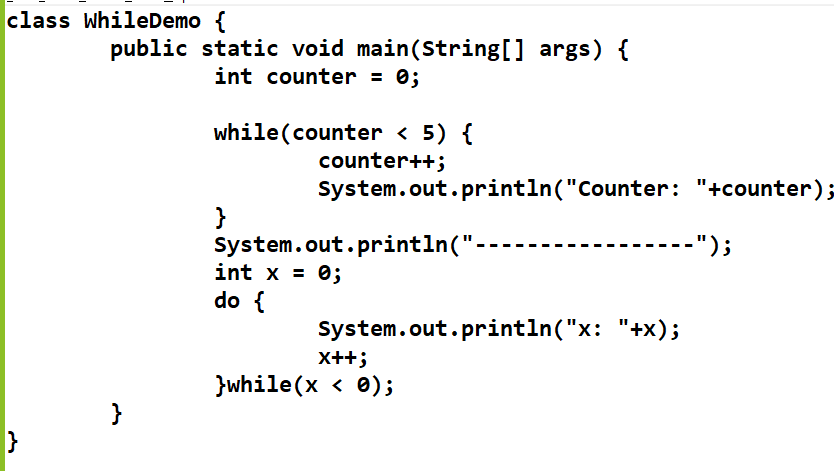 class WhileDemo {
public static void main(String[] args) {
int counter = 0;
while(counter < 5) {
counter++;
System.out.println("Counter: "+counter);
}
System.out.println("-----------------");
int x = 0;
do {
System.out.println("x: "+x);
x++;
}while(x < 0);
}
}